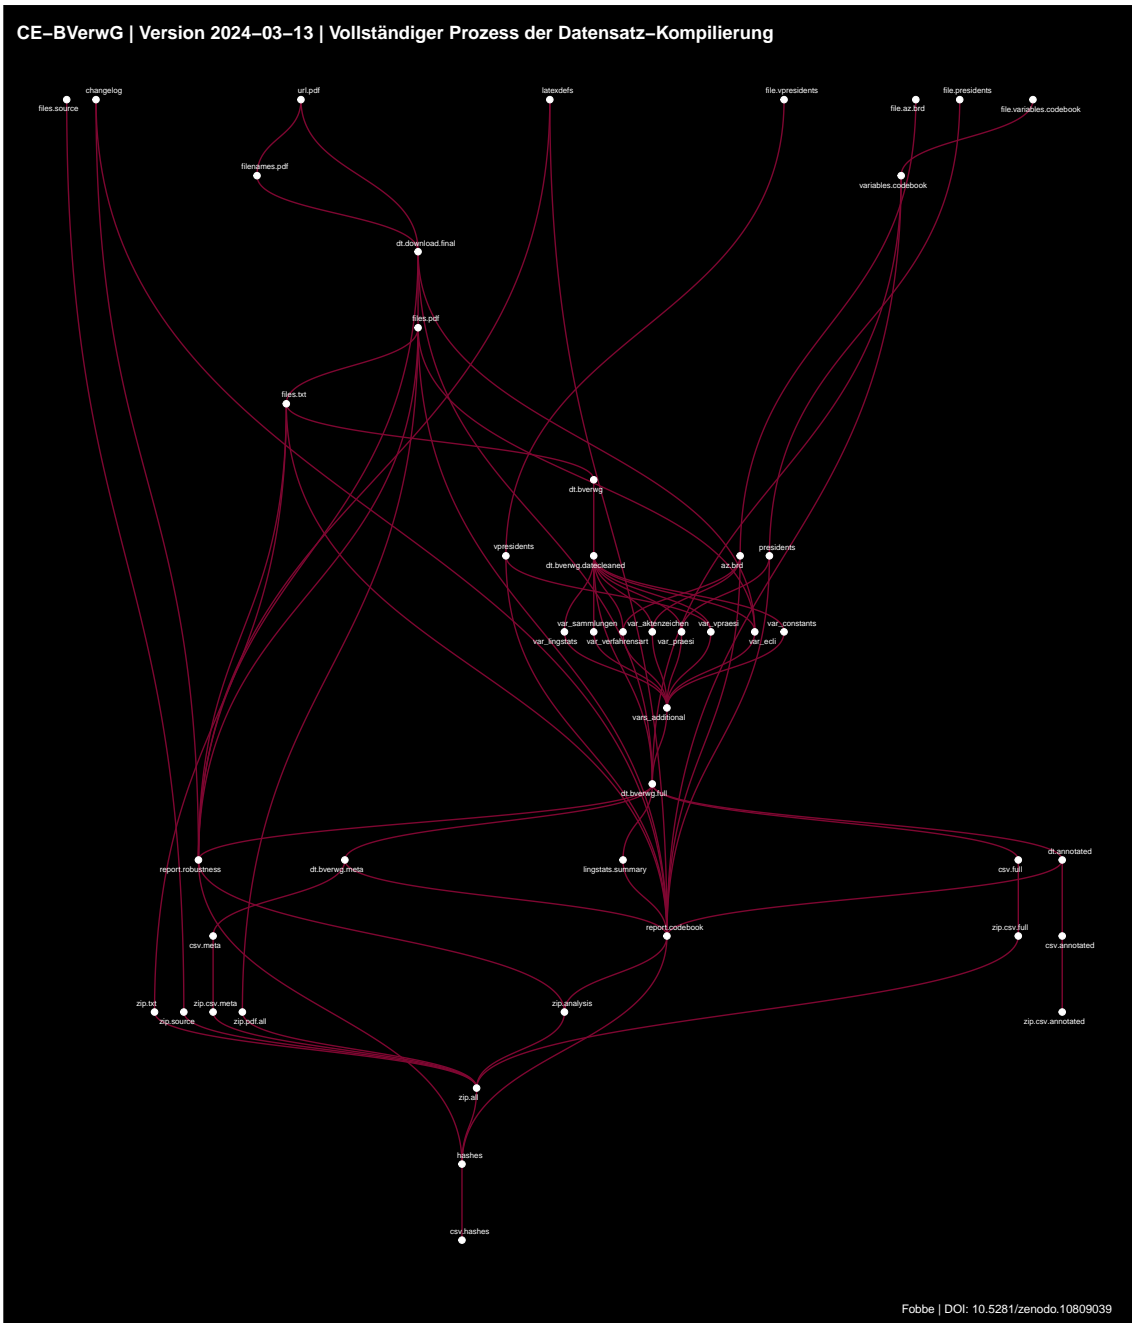 CE–BVerwG | Version 2024–03–13 | Vollständiger Prozess der Datensatz–Kompilierung
changelog
url.pdf
latexdefs
file.vpresidents
file.presidents
files.source
file.az.brd
file.variables.codebook
filenames.pdf
variables.codebook
dt.download.final
files.pdf
files.txt
dt.bverwg
vpresidents
presidents
dt.bverwg.datecleaned
az.brd
var_sammlungen
var_aktenzeichen
var_vpraesi
var_constants
var_lingstats
var_verfahrensart
var_praesi
var_ecli
vars_additional
dt.bverwg.full
dt.annotated
report.robustness
dt.bverwg.meta
lingstats.summary
csv.full
report.codebook
zip.csv.full
csv.meta
csv.annotated
zip.txt
zip.csv.meta
zip.analysis
zip.source
zip.pdf.all
zip.csv.annotated
zip.all
hashes
csv.hashes
Fobbe | DOI: 10.5281/zenodo.10809039